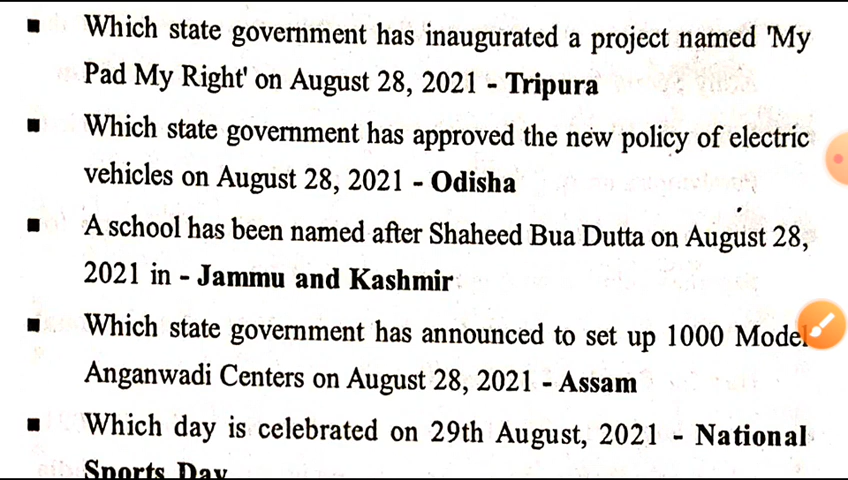 ▪ Which state government has inaugurated a project named 'My
Pad My Right' on August 28, 2021 - Tripura
▪ Which state government has approved the new policy of electric
vehicles on August 28, 2021 - Odisha
▪ A school has been named after Shaheed Bua Dutta on August 28,
2021 in - Jammu and Kashmir
▪ Which state government has announced to set up 1000 Model
Anganwadi Centers on August 28, 2021 - Assam
▪ Which day is celebrated on 29th August, 2021 - National
Sports Day